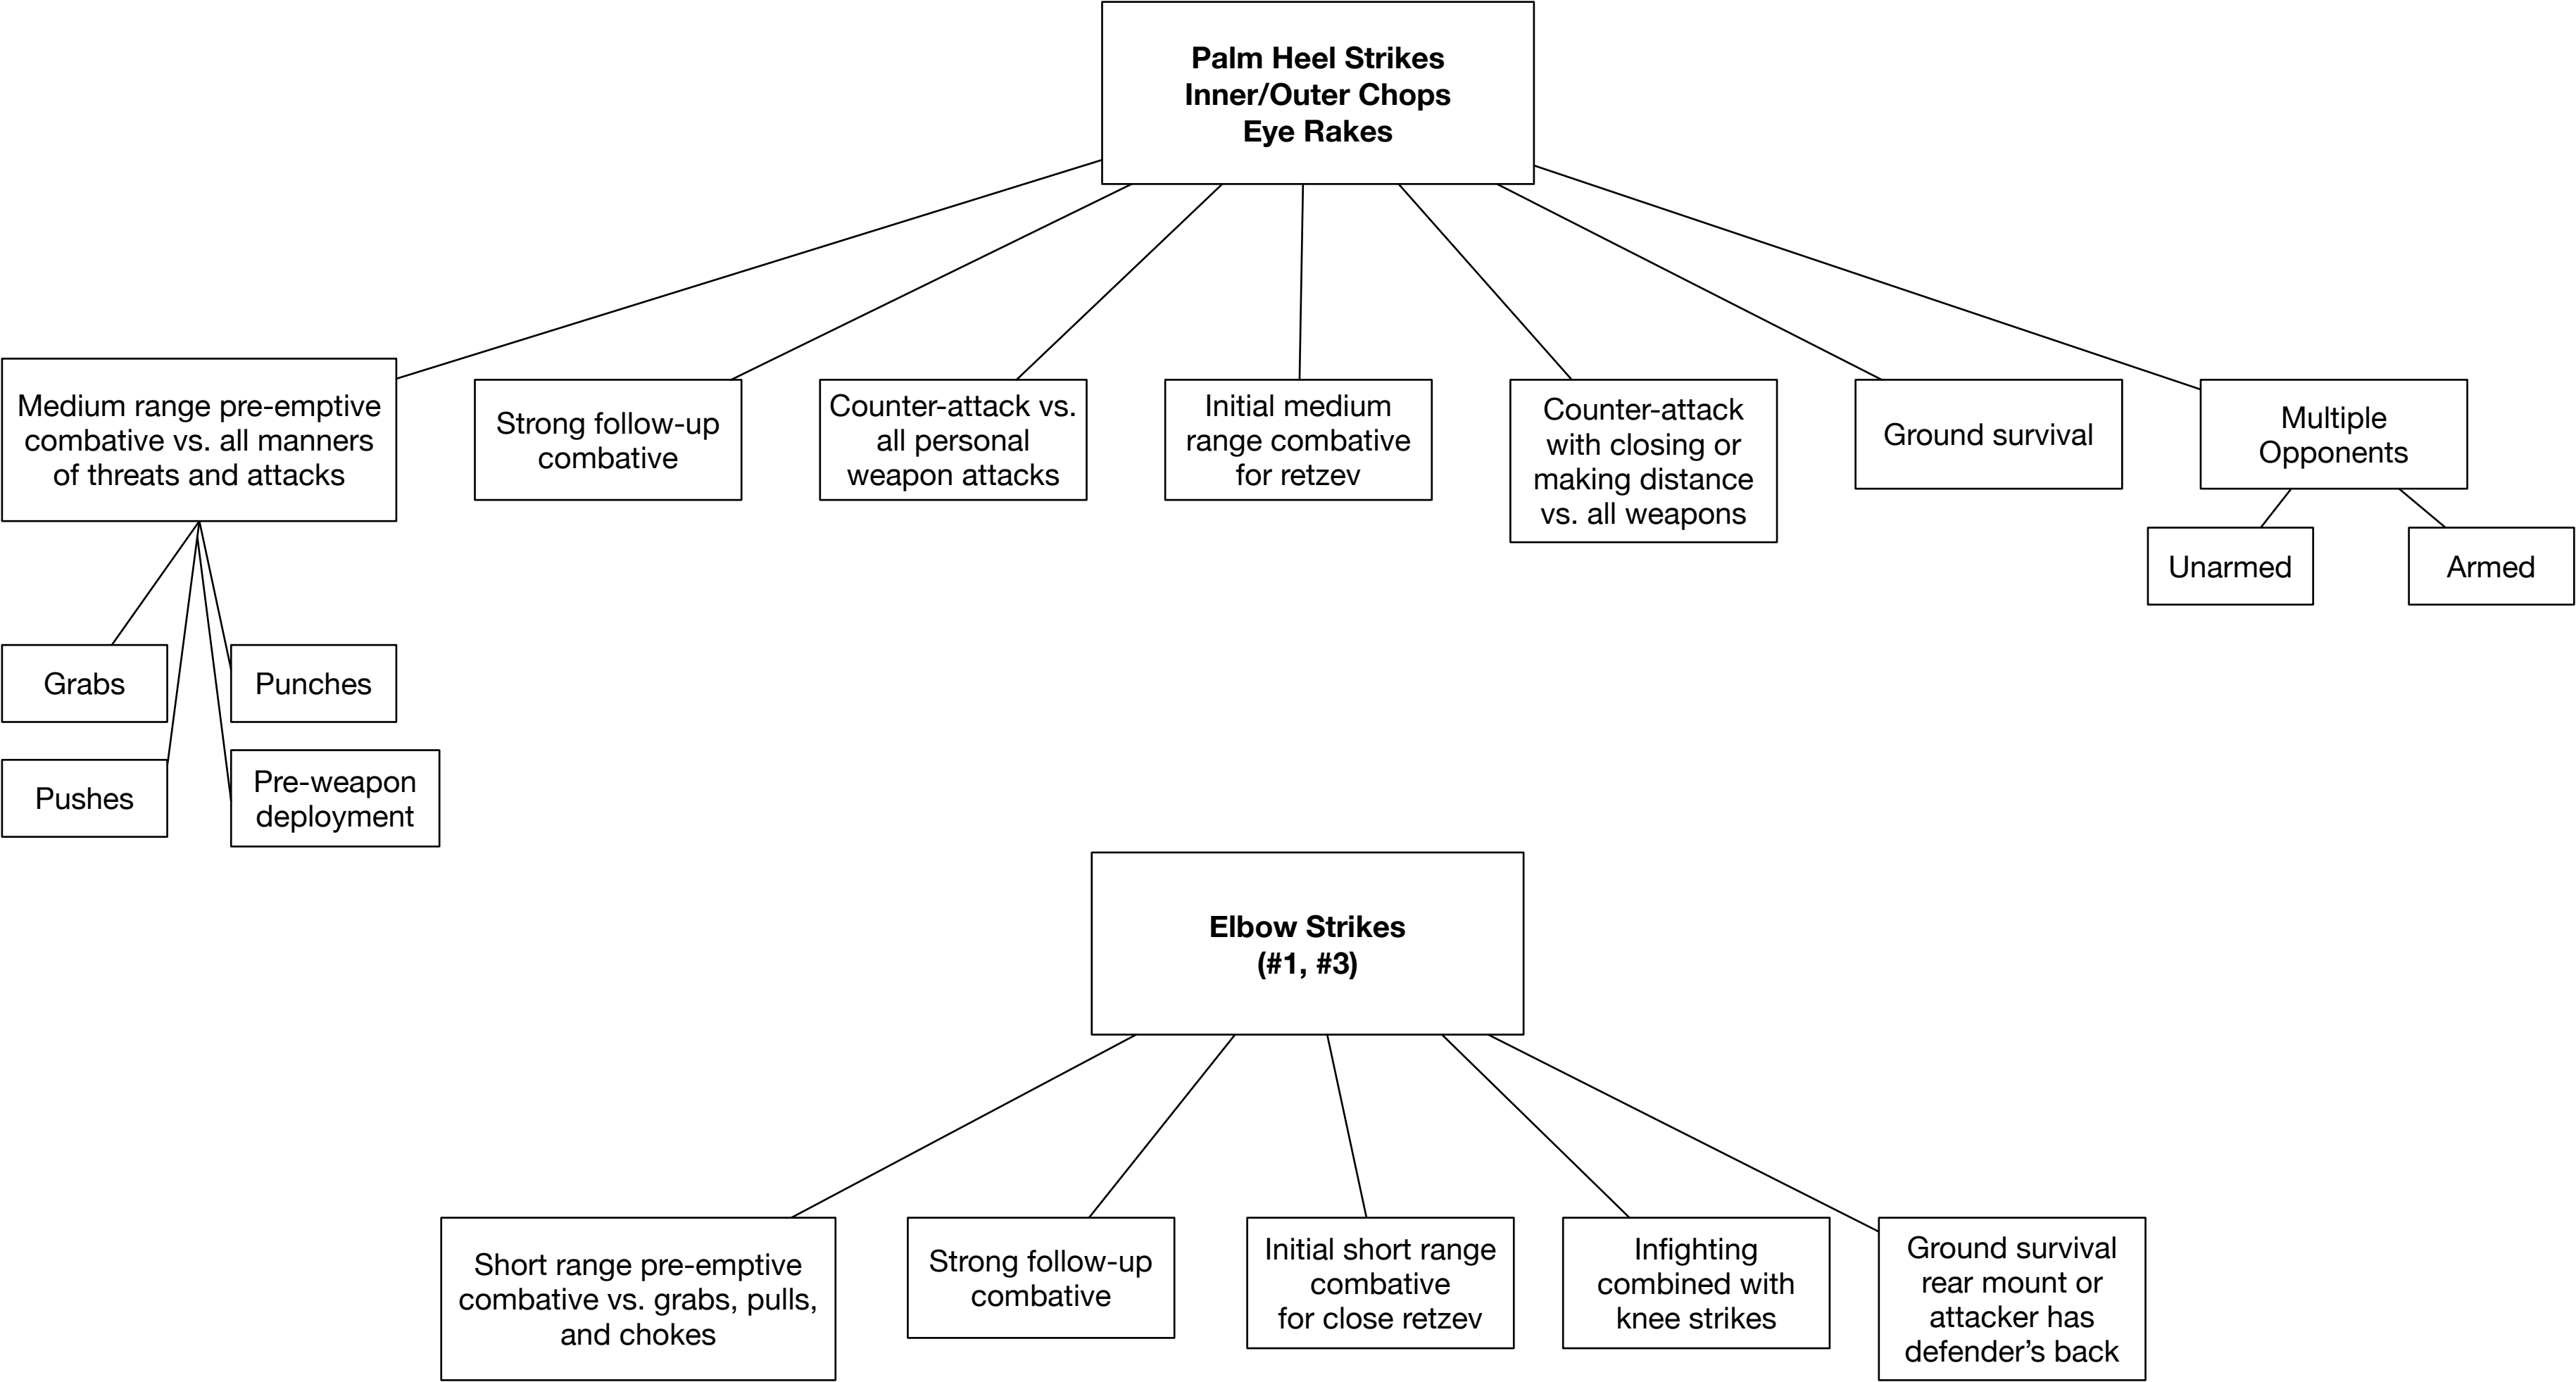 Palm Heel Strikes
Inner/Outer Chops
Eye Rakes
Medium range pre-emptive
combative vs. all manners
of threats and attacks
Strong follow-up
combative
Counter-attack vs.
all personal
weapon attacks
Initial medium
range combative
for retzev
Counter-attack
with closing or
making distance
vs. all weapons
Ground survival
Multiple
Opponents
Unarmed
Armed
Grabs
Punches
Pushes
Pre-weapon
deployment
Elbow Strikes
(#1, #3)
Short range pre-emptive
combative vs. grabs, pulls,
and chokes
Strong follow-up
combative
Initial short range
combative
for close retzev
Infighting
combined with
knee strikes
Ground survival
rear mount or
attacker has
defender’s back